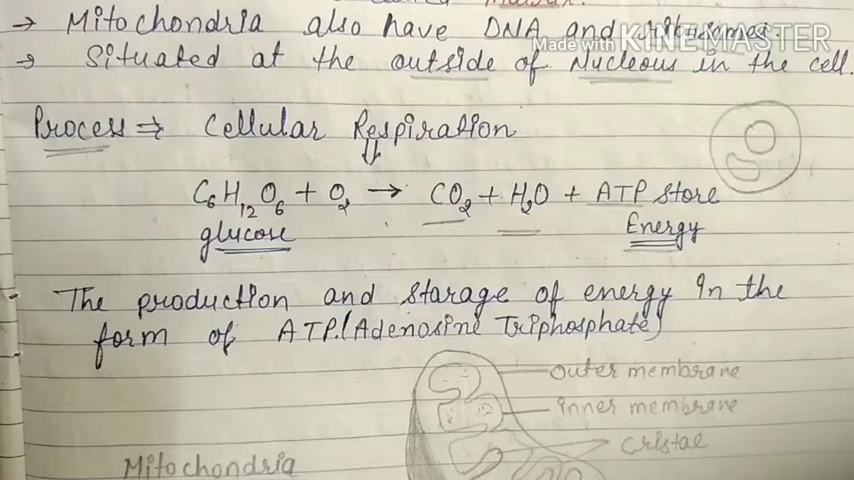 → Mitochondria also have DNA and ribosomes.
Made with KINEMASTER
→ Situated at the outside of Nucleous in the cell.
Process ⇒ Cellular Respiration
⇓
C6H12O6 + O2 → CO2 + H2O + ATP store
glucose Energy
The production and starage of energy in the
form of ATP.(Adenosine Triphosphate)
outer membrane
inner membrane
cristae
Mitochondria